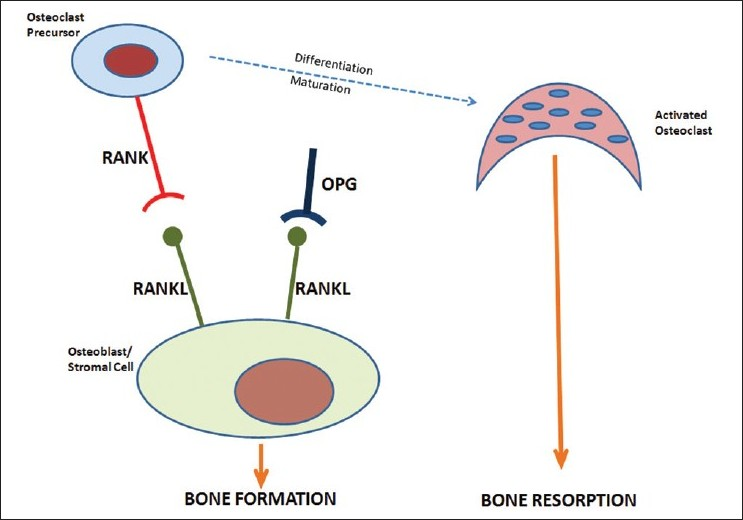 Osteoclast
Precursor
Differentiation
Maturation
Activated
Osteoclast
RANK
OPG
RANKL
RANKL
Osteoblast/
Stromal Cell
BONE FORMATION
BONE RESORPTION